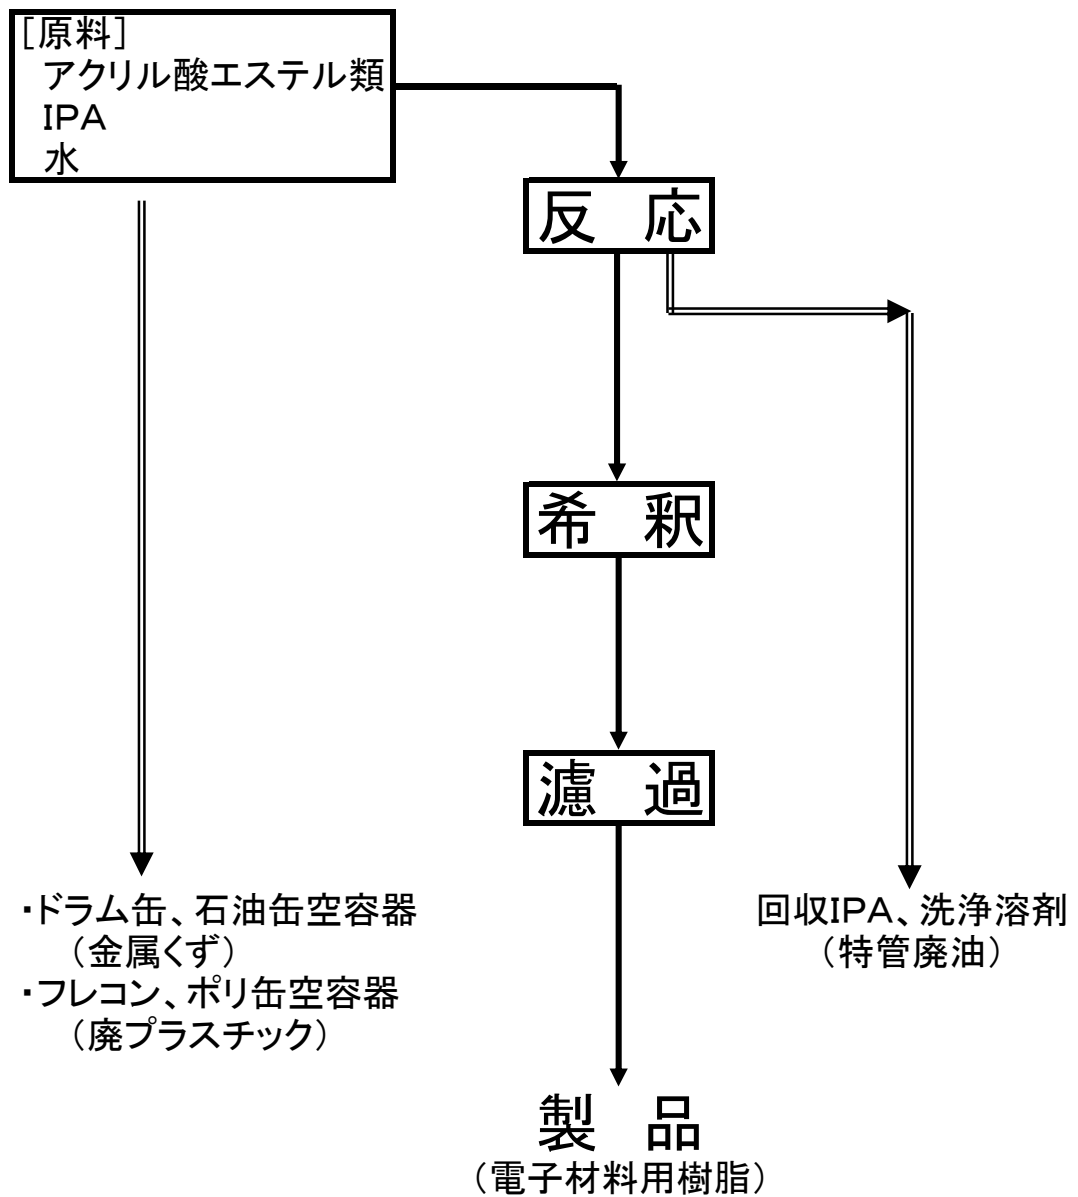 ［原料］
アクリル酸エステル類
IPA
水
反　応
希　釈
濾　過
・ドラム缶、石油缶空容器
（金属くず）
・フレコン、ポリ缶空容器
（廃プラスチック）
回収IPA、洗浄溶剤
（特管廃油）
製　品
（電子材料用樹脂）